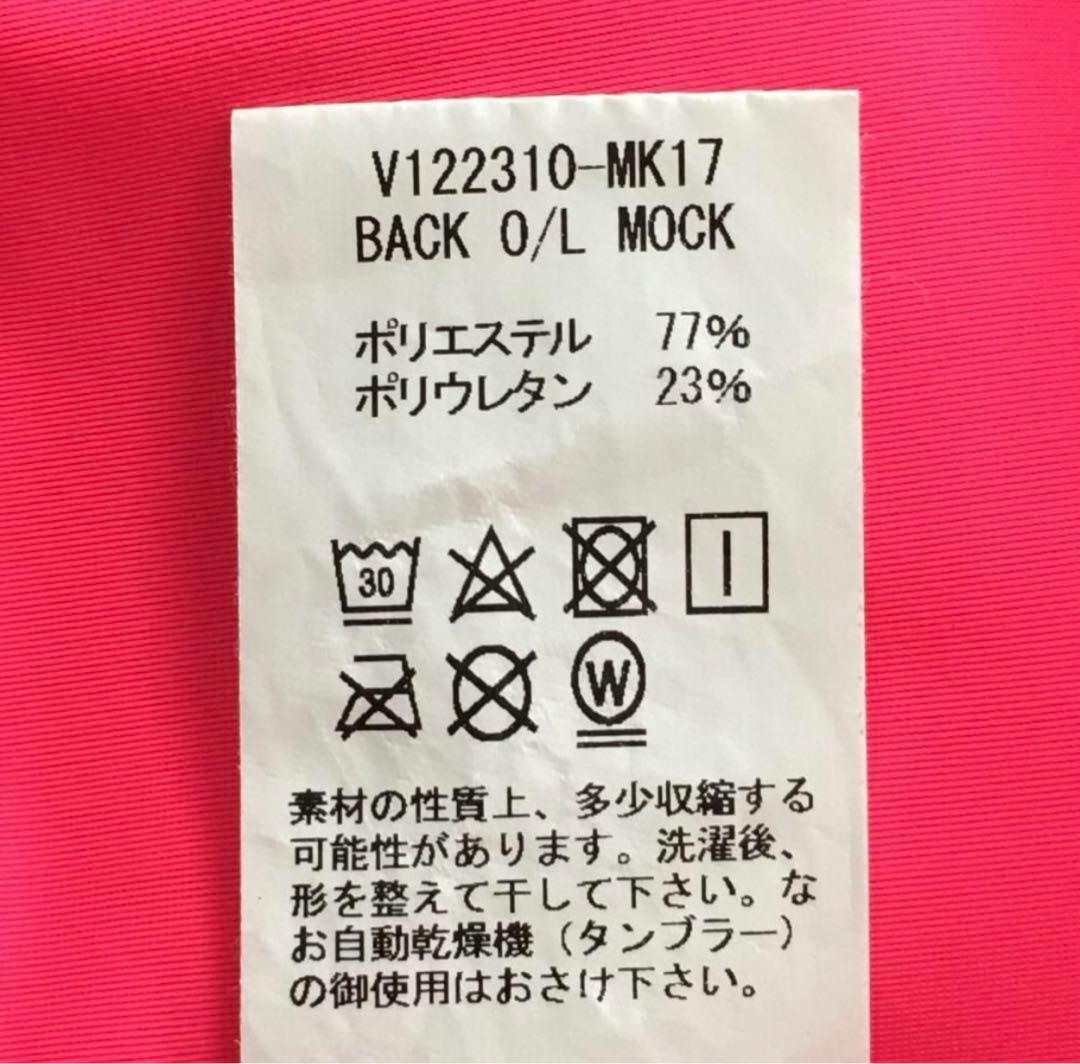 V122310-MK17
BACK O/L MOCK
ポリエステル 77%
ポリウレタン 23%
30
W
素材の性質上、多少収縮する
可能性があります。洗濯後、
形を整えて干して下さい。な
お自動乾燥機（タンブラー）
の御使用はおさけ下さい。